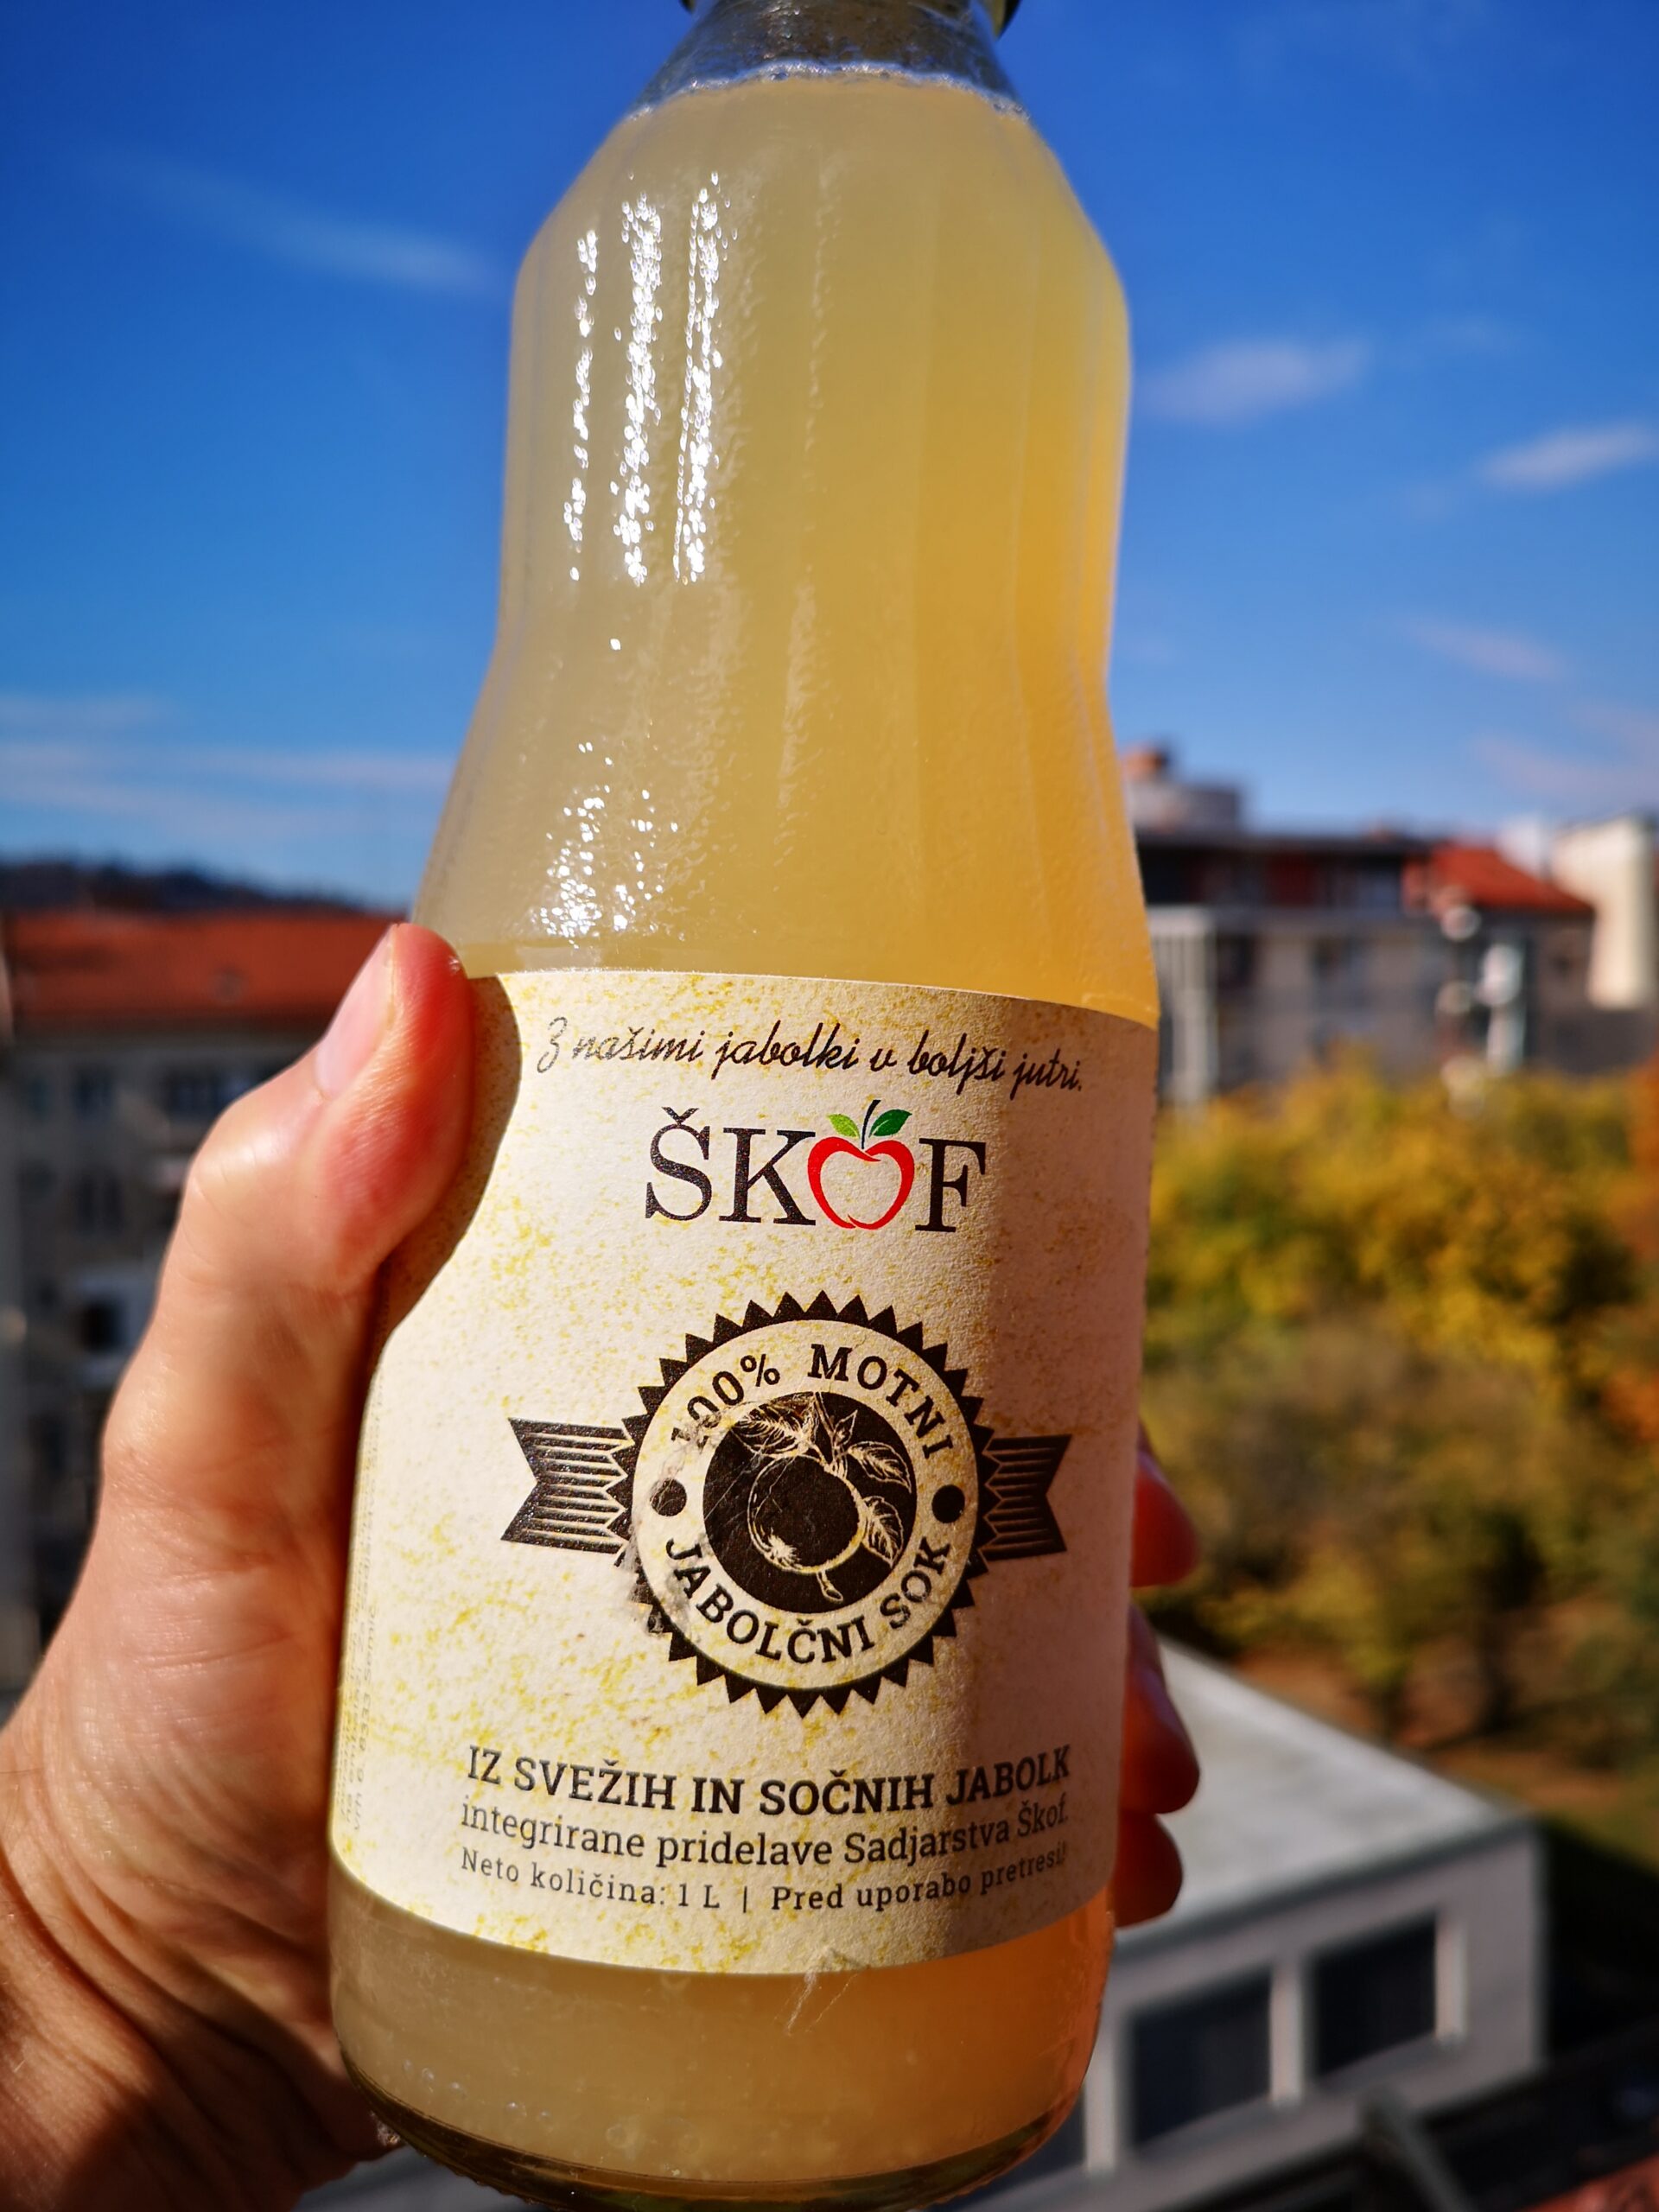 Z našimi jabolki v boljši jutri.
ŠKOF
100% MOTNI
JABOLČNI SOK
IZ SVEŽIH IN SOČNIH JABOLK
integrirane pridelave Sadjarstva Škof.
Neto količina: 1 L | Pred uporabo pretresi!